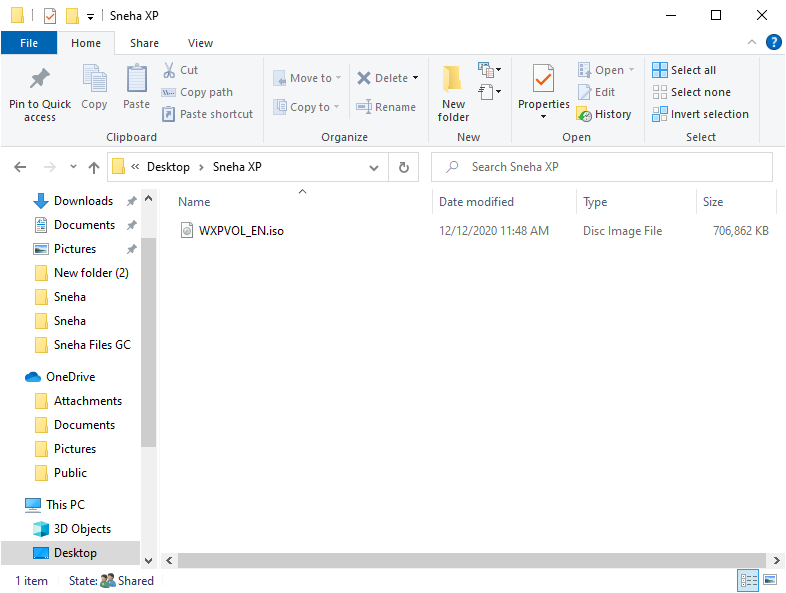 Sneha XP
File Home Share View
Pin to Quick access
Copy
Paste
Cut
Copy path
Paste shortcut
Clipboard
Move to
Copy to
Delete
Rename
Organize
New folder
New
Properties
Open
Edit
History
Open
Select all
Select none
Invert selection
Select
« Desktop > Sneha XP
Search Sneha XP
Name Date modified Type Size
WXPVOL_EN.iso 12/12/2020 11:48 AM Disc Image File 706,862 KB
Downloads
Documents
Pictures
New folder (2)
Sneha
Sneha
Sneha Files GC
OneDrive
Attachments
Documents
Pictures
Public
This PC
3D Objects
Desktop
1 item State: Shared